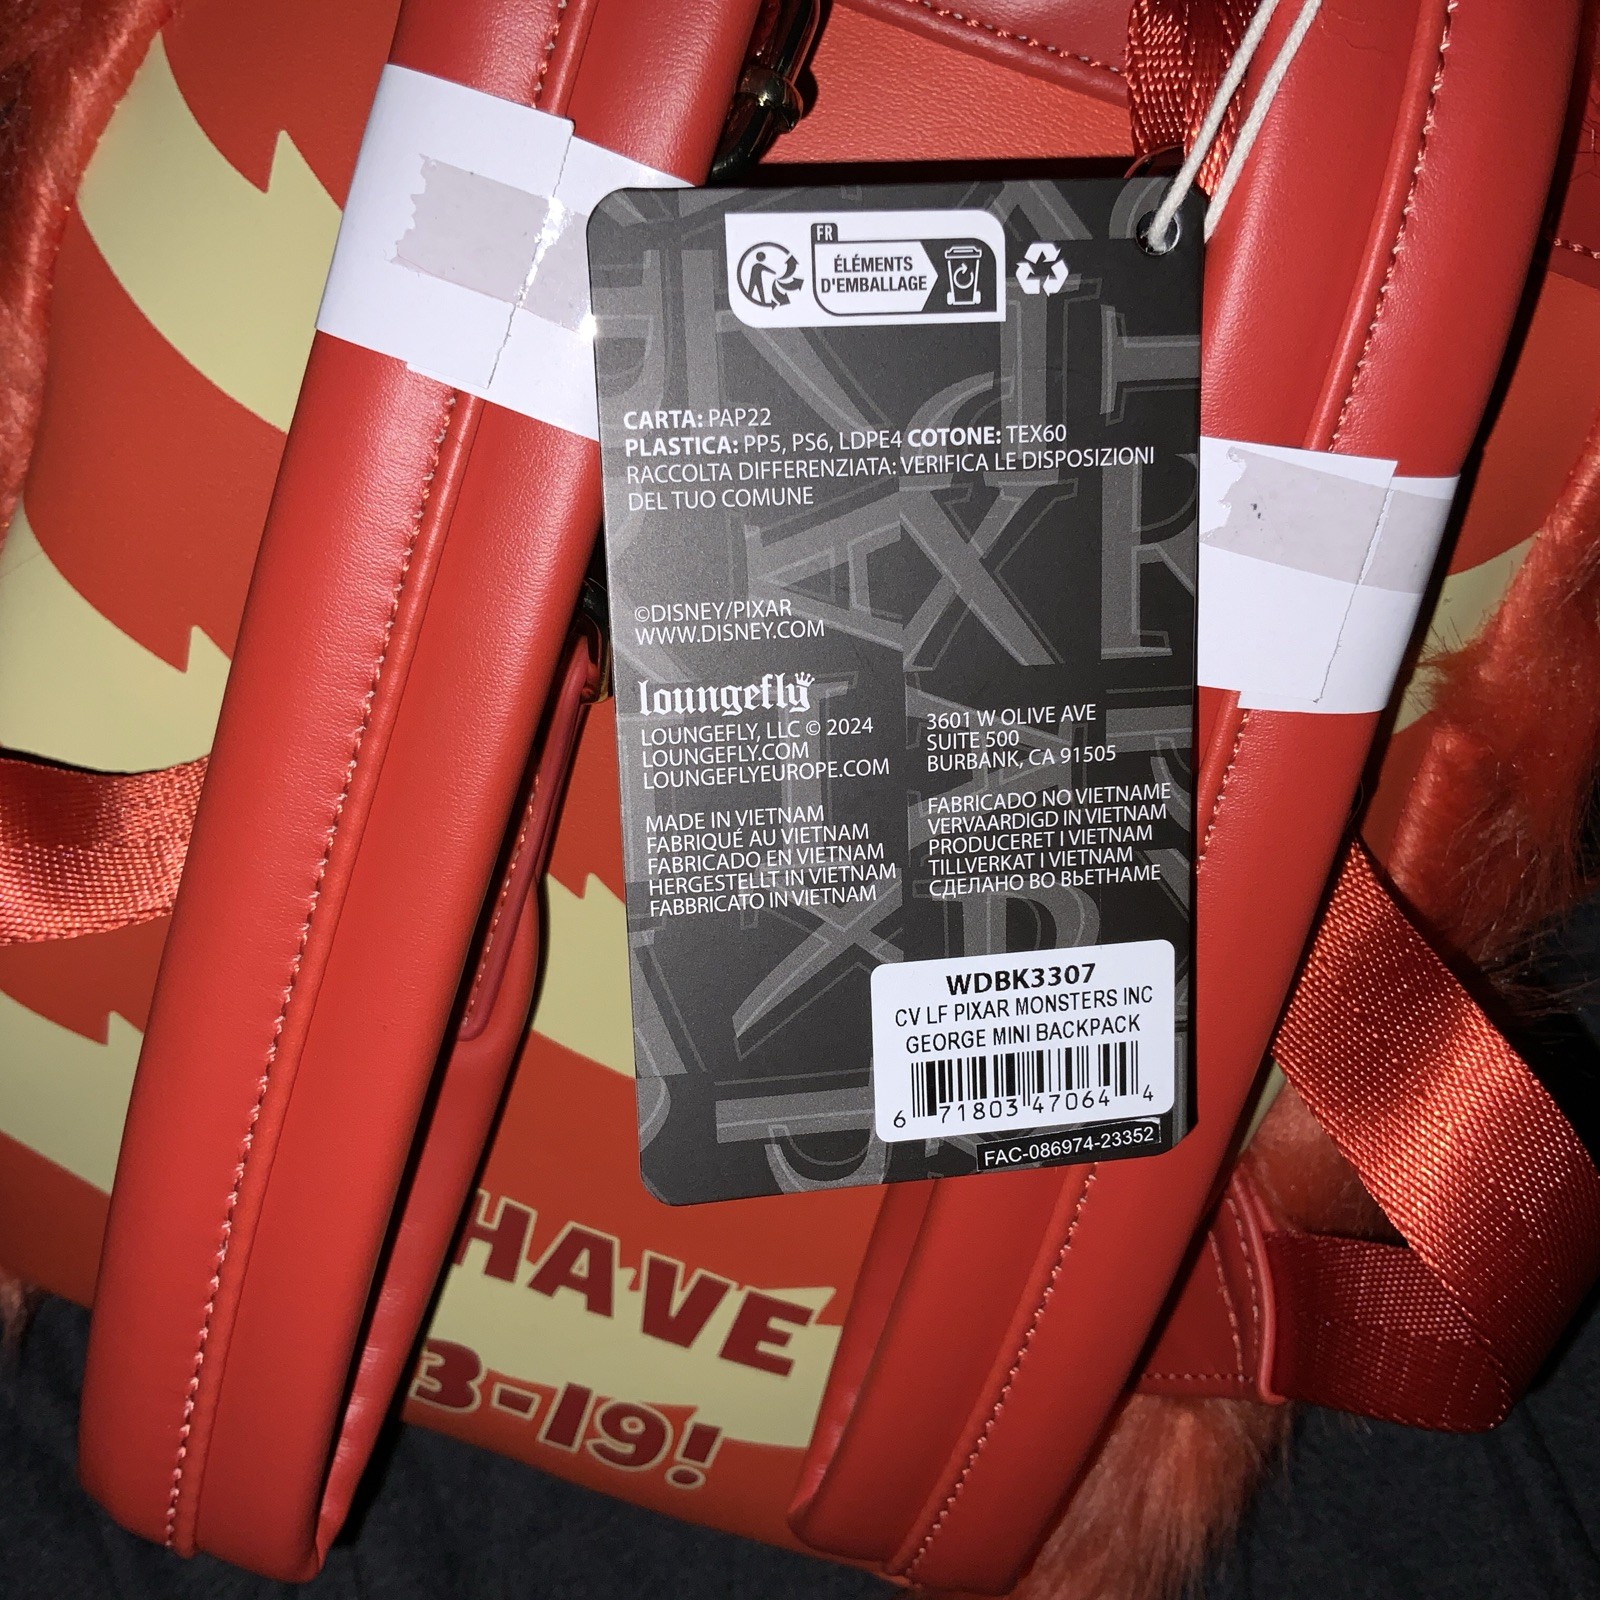 FR
ÉLÉMENTS
D'EMBALLAGE
CARTA: PAP22
PLASTICA: PP5, PS6, LDPE4 COTONE: TEX60
RACCOLTA DIFFERENZIATA: VERIFICA LE DISPOSIZIONI
DEL TUO COMUNE
©DISNEY/PIXAR
WWW.DISNEY.COM
loungefly
LOUNGEFLY, LLC © 2024
LOUNGEFLY.COM
LOUNGEFLYEUROPE.COM
3601 W OLIVE AVE
SUITE 500
BURBANK, CA 91505
MADE IN VIETNAM
FABRIQUÉ AU VIETNAM
FABRICADO EN VIETNAM
HERGESTELLT IN VIETNAM
FABBRICATO IN VIETNAM
FABRICADO NO VIETNAME
VERVAARDIGD IN VIETNAM
PRODUCERET I VIETNAM
TILLVERKAT I VIETNAM
СДЕЛАНО ВО ВЬЕТНАМЕ
WDBK3307
CV LF PIXAR MONSTERS INC
GEORGE MINI BACKPACK
6 71803 47064 4
FAC-086974-23352
HAVE
3-19!